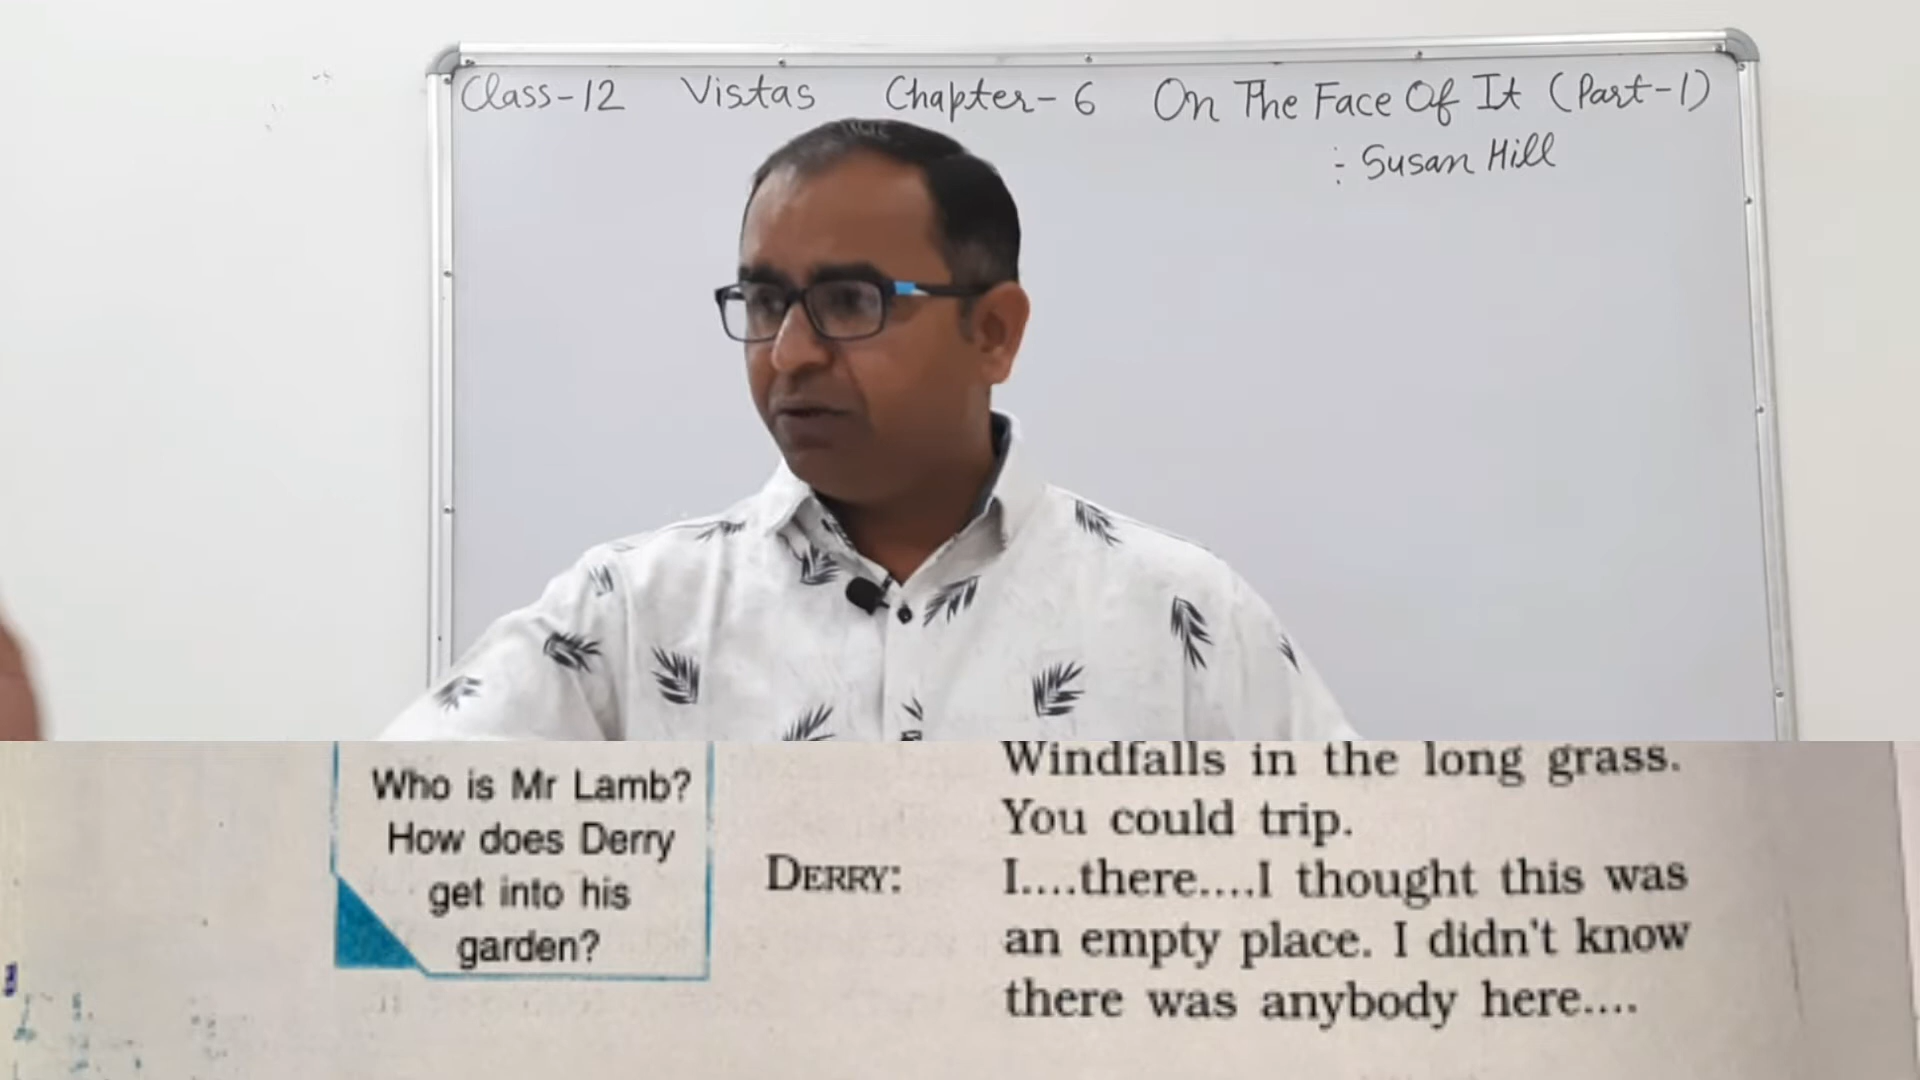 Class-12 Vistas Chapter-6 On The Face Of It (Part-1)
: Susan Hill
Who is Mr Lamb?
How does Derry
get into his
garden?
Windfalls in the long grass.
You could trip.
DERRY: I....there....I thought this was
an empty place. I didn't know
there was anybody here....